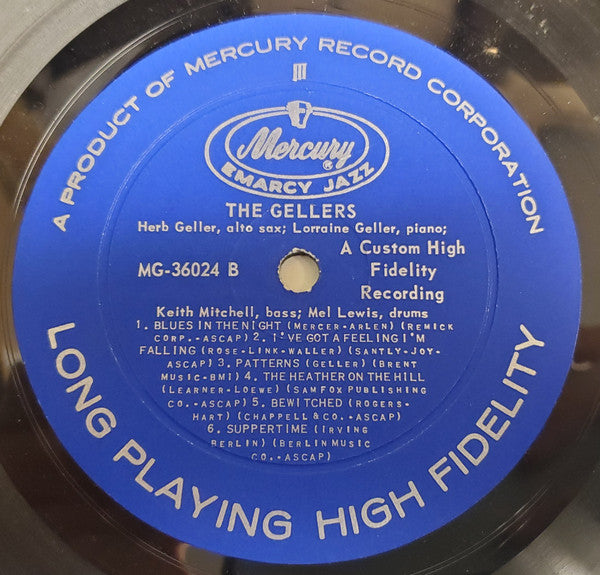 A PRODUCT OF MERCURY RECORD CORPORATION
III
Mercury®
EMARCY JAZZ
THE GELLERS
Herb Geller, alto sax; Lorraine Geller, piano;
MG-36024 B
A Custom High
Fidelity
Recording
Keith Mitchell, bass; Mel Lewis, drums
1. BLUES IN THE NIGHT (MERCER-ARLEN) (REMICK
CORP.-ASCAP) 2. I'VE GOT A FEELING I'M
FALLING (ROSE-LINK-WALLER) (SANTLY-JOY-
ASCAP) 3. PATTERNS (GELLER) (BRENT
MUSIC-BMI) 4. THE HEATHER ON THE HILL
(LEARNER-LOEWE) (SAM FOX PUBLISHING
CO.-ASCAP) 5. BEWITCHED (ROGERS-
HART) (CHAPPELL & CO.-ASCAP)
6. SUPPERTIME (IRVING
BERLIN) (BERLIN MUSIC
CO.-ASCAP)
LONG PLAYING HIGH FIDELITY